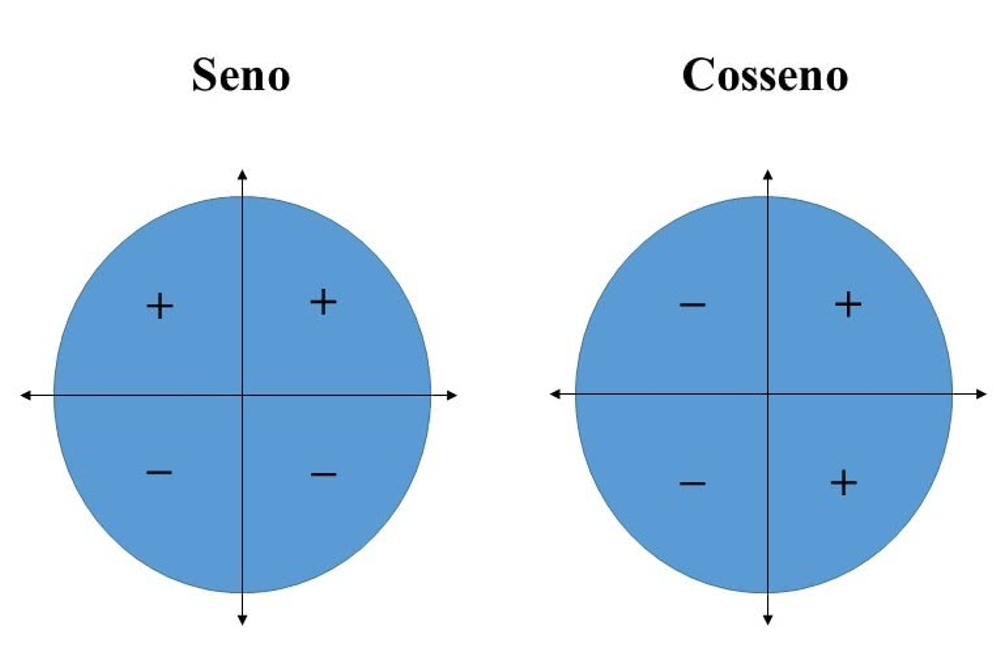 Seno Cosseno
+ + − +
− − − +